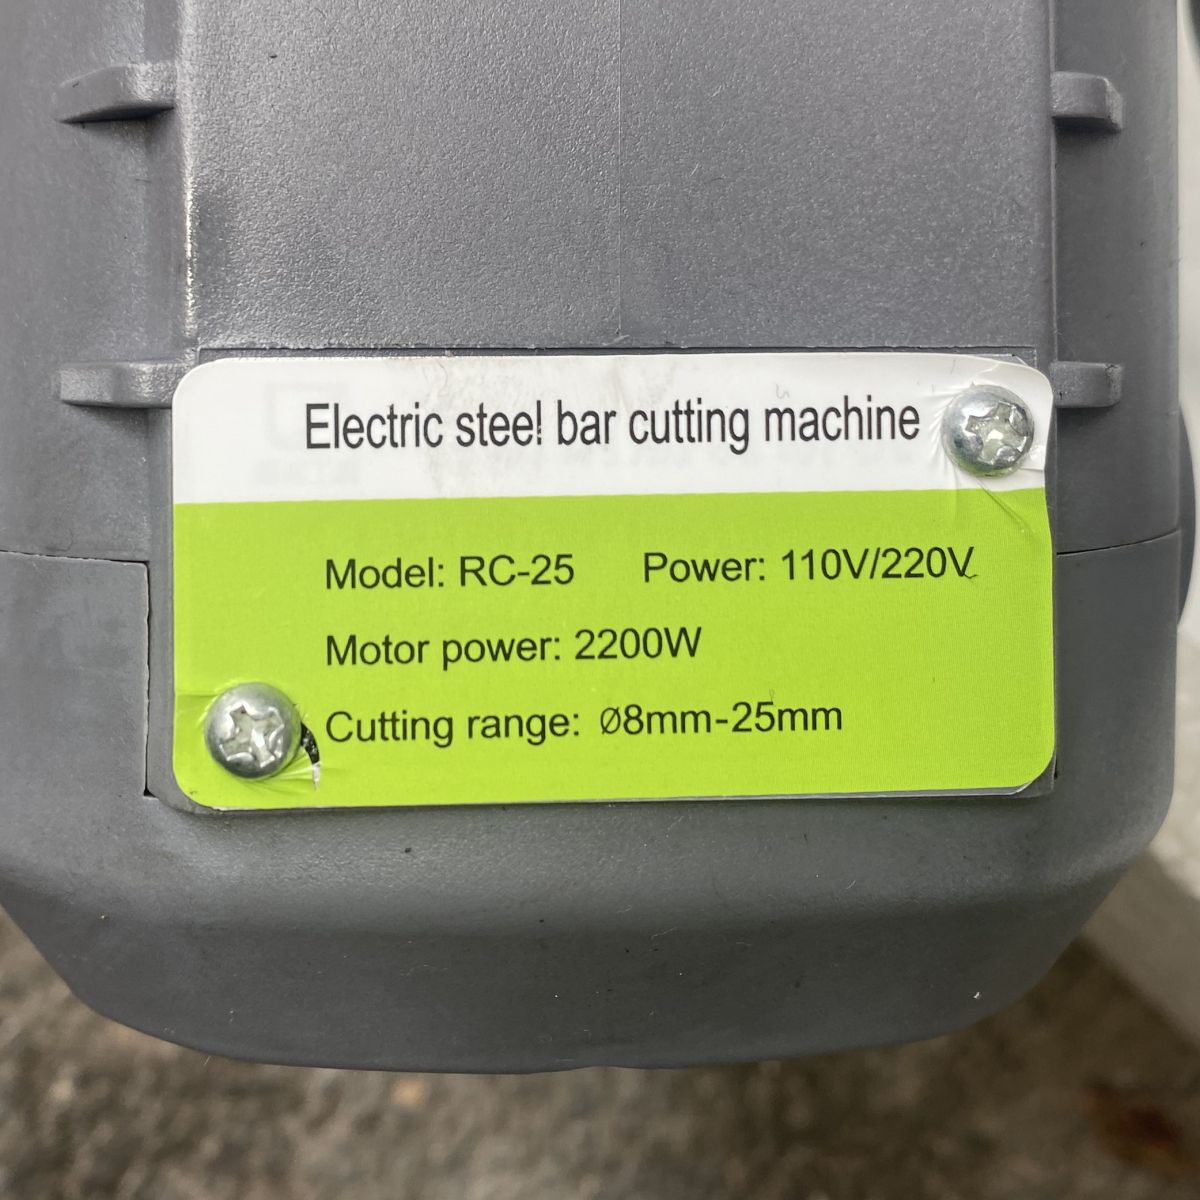 Electric steel bar cutting machine
Model: RC-25 Power: 110V/220V
Motor power: 2200W
Cutting range: Ø8mm-25mm